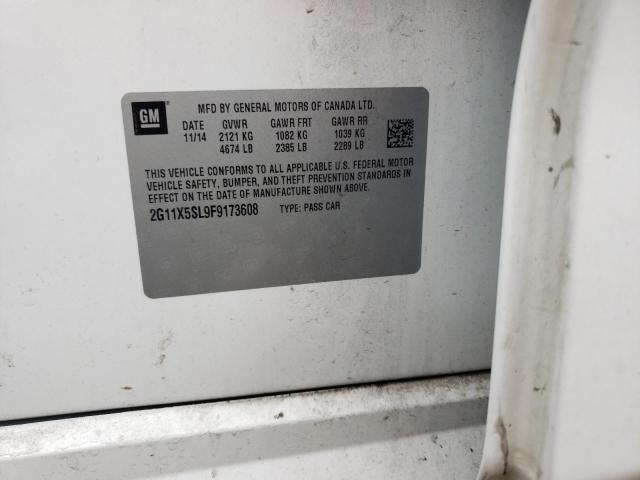 GM
MFD BY GENERAL MOTORS OF CANADA LTD.
11/14 GVWR GAWR FRT GAWR RR
2121 KG 1082 KG 1039 KG
4674 LB 2385 LB 2289 LB
THIS VEHICLE CONFORMS TO ALL APPLICABLE U.S. FEDERAL MOTOR
VEHICLE SAFETY, BUMPER, AND THEFT PREVENTION STANDARDS IN
EFFECT ON THE DATE OF MANUFACTURE SHOWN ABOVE.
2G11X5SL9F9173608 TYPE: PASS CAR